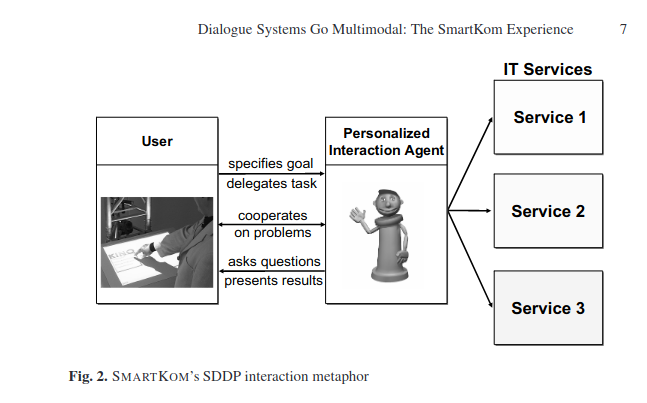 Dialogue Systems Go Multimodal: The SmartKom Experience 7
IT Services
User
Personalized
Interaction Agent
Service 1
specifies goal
delegates task
cooperates
on problems
Service 2
asks questions
presents results
Service 3
KINO
Fig. 2. SMARTKOM's SDDP interaction metaphor